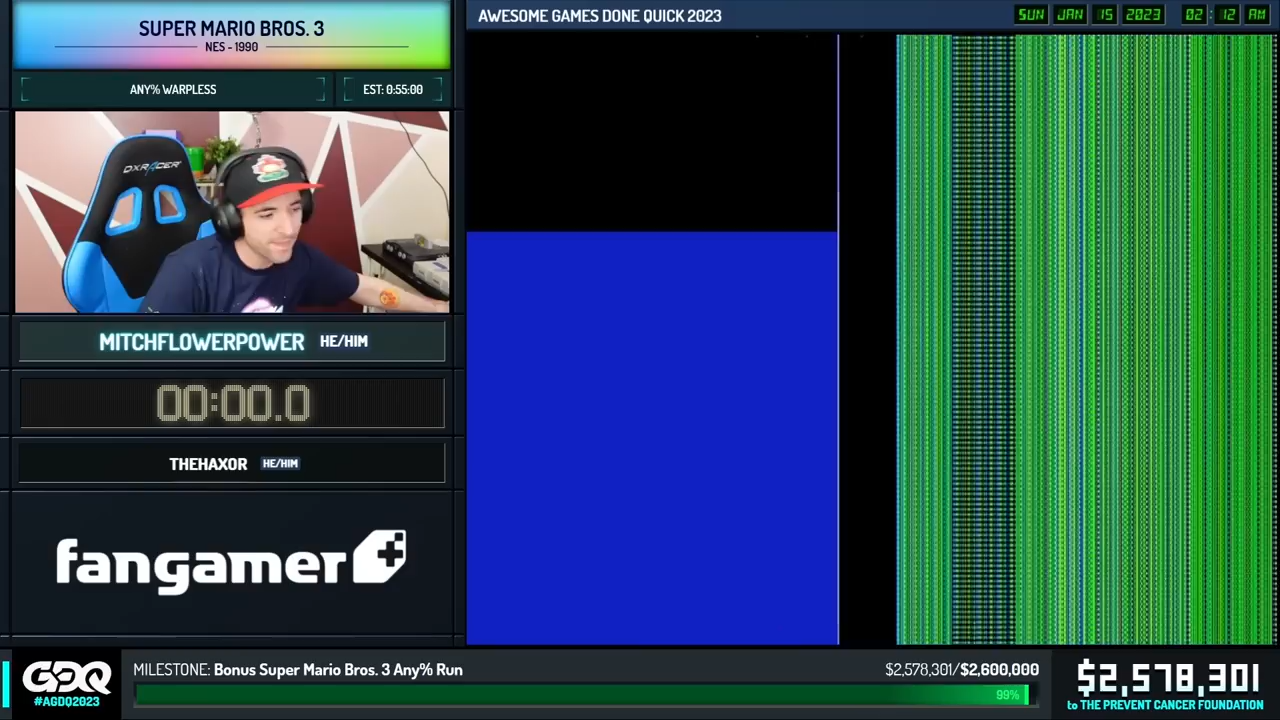 SUPER MARIO BROS. 3
NES - 1990
ANY% WARPLESS
EST: 0:55:00
AWESOME GAMES DONE QUICK 2023
SUN JAN 15 2023 02:12 AM
DXRACER
MITCHFLOWERPOWER HE/HIM
00:00.0
THEHAXOR HE/HIM
fangamer
GDQ
#AGDQ2023
MILESTONE: Bonus Super Mario Bros. 3 Any% Run
$2,578,301/$2,600,000
99%
$2,578,301
to THE PREVENT CANCER FOUNDATION